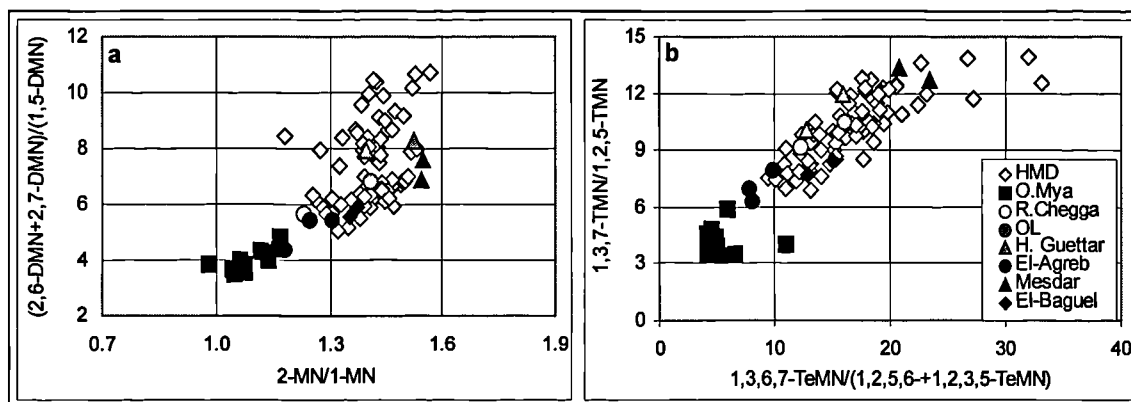 a
(2,6-DMN+2,7-DMN)/(1,5-DMN)
12
10
8
6
4
2
0.7
1.0
1.3
1.6
1.9
2-MN/1-MN
b
1,3,7-TMN/1,2,5-TMN
15
12
9
6
3
0
0
10
20
30
40
1,3,6,7-TeMN/(1,2,5,6-+1,2,3,5-TeMN)
HMD
O.Mya
R.Chegga
OL
H. Guettar
El-Agreb
Mesdar
El-Baguel